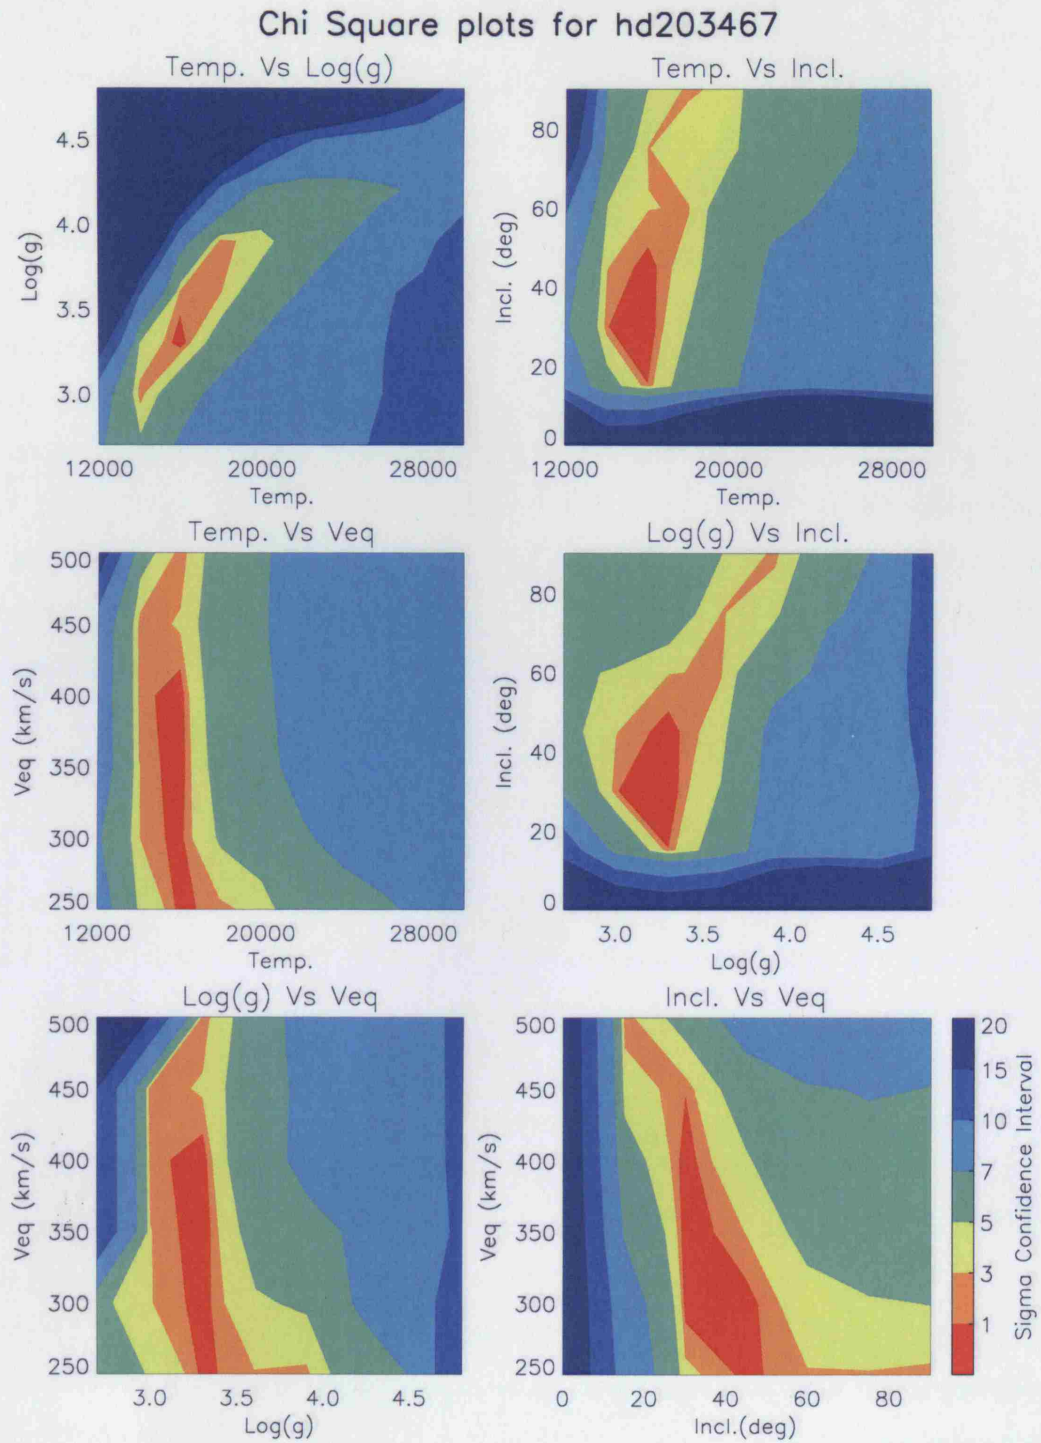 Chi Square plots for hd203467
Temp. Vs Log(g)
4.5
4.0
3.5
3.0
Log(g)
12000 20000 28000
Temp.
Temp. Vs Incl.
80
60
40
20
0
Incl. (deg)
12000 20000 28000
Temp.
Temp. Vs Veq
500
450
400
350
300
250
Veq (km/s)
12000 20000 28000
Temp.
Log(g) Vs Incl.
80
60
40
20
0
Incl. (deg)
3.0 3.5 4.0 4.5
Log(g)
Log(g) Vs Veq
500
450
400
350
300
250
Veq (km/s)
3.0 3.5 4.0 4.5
Log(g)
Incl. Vs Veq
500
450
400
350
300
250
Veq (km/s)
0 20 40 60 80
Incl.(deg)
20
15
10
7
5
3
1
Sigma Confidence Interval